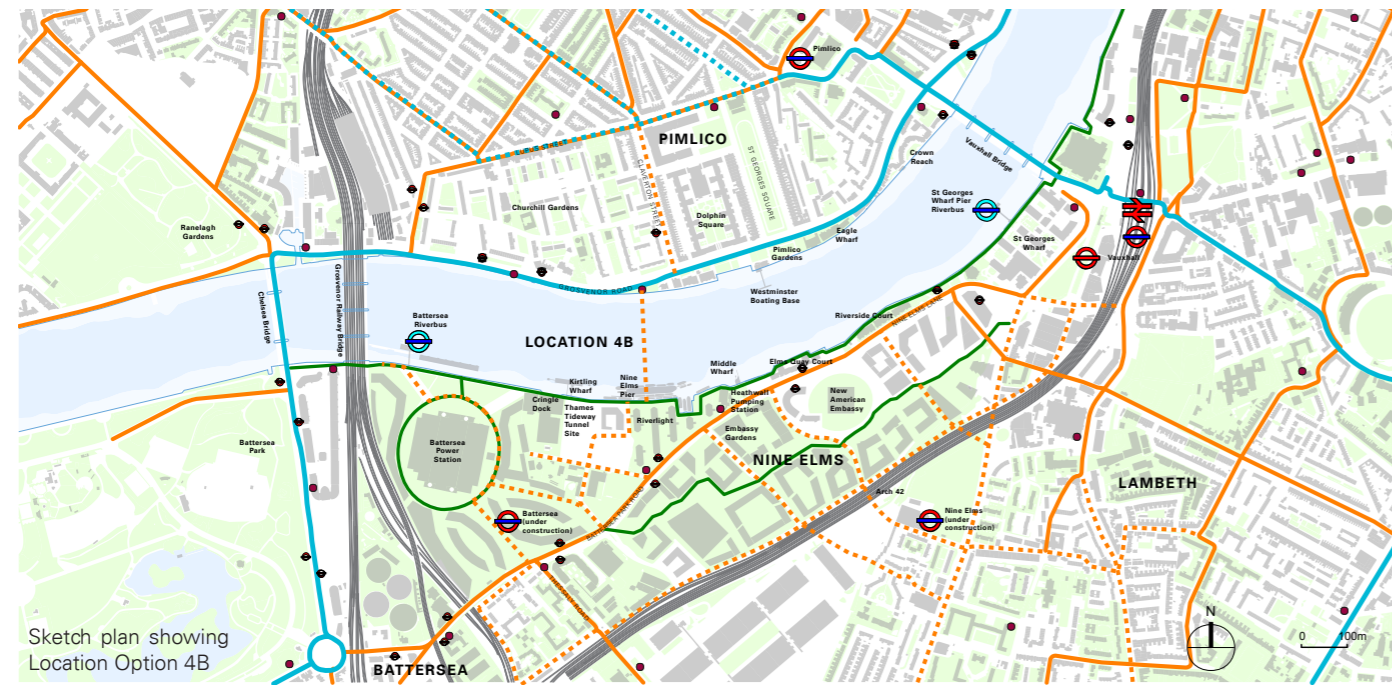 Pimlico
PIMLICO
LUPUS STREET
CLAVERTON STREET
ST GEORGES SQUARE
Crown
Reach
Vauxhall Bridge
St Georges
Wharf Pier
Riverbus
Churchill Gardens
Dolphin
Square
Ranelagh
Gardens
Eagle
Wharf
St Georges
Wharf
Pimlico
Gardens
Vauxhall
Grosvenor Railway Bridge
Chelsea Bridge
GROSVENOR ROAD
Westminster
Boating Base
Battersea
Riverbus
Riverside Court
NINE ELMS LANE
LOCATION 4B
Elms Quay Court
Middle
Wharf
Nine
Elms
Pier
Kirtling
Wharf
Cringle
Dock
Thames
Tideway
Tunnel
Site
Heathwall
Pumping
Station
New
American
Embassy
Riverlight
Embassy
Gardens
Battersea
Park
Battersea
Power
Station
NINE ELMS
LAMBETH
Arch 42
Battersea
(under
construction)
BATTERSEA PARK ROAD
Nine Elms
(under
construction)
THESSALY ROAD
N
0 100m
Sketch plan showing
Location Option 4B
BATTERSEA